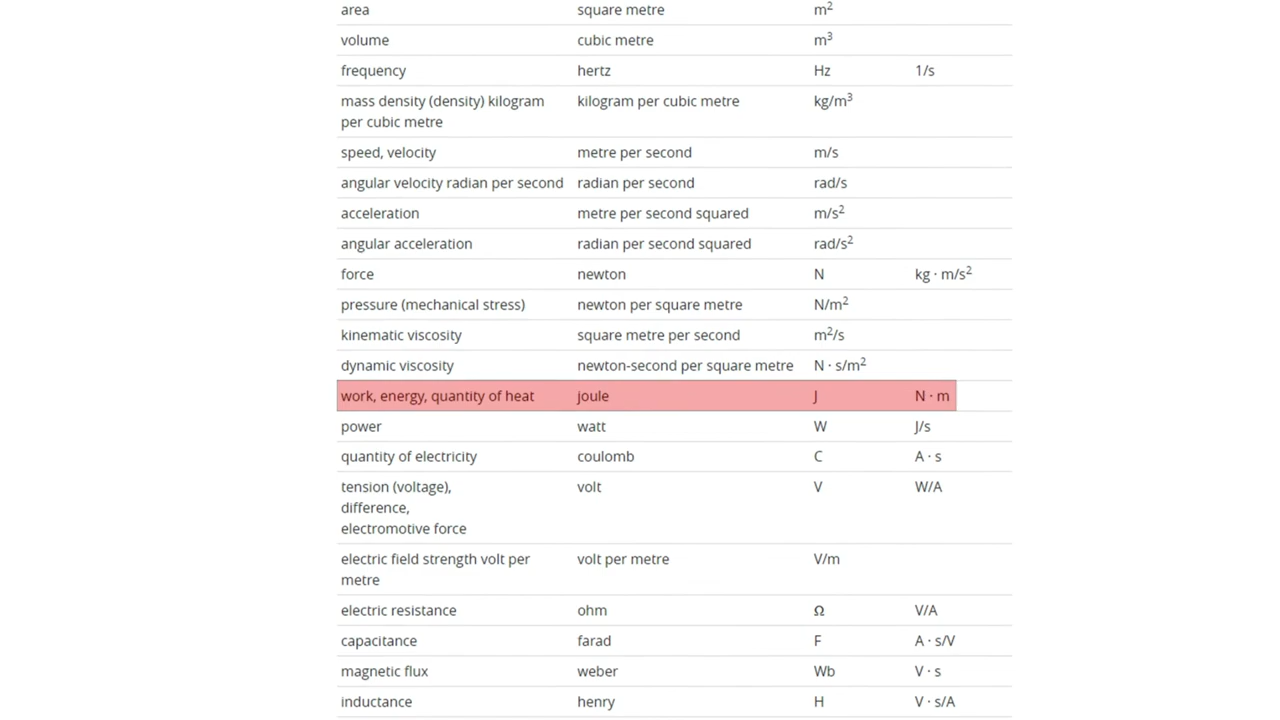 area square metre m²
volume cubic metre m³
frequency hertz Hz 1/s
mass density (density) kilogram kilogram per cubic metre kg/m³
per cubic metre
speed, velocity metre per second m/s
angular velocity radian per second radian per second rad/s
acceleration metre per second squared m/s²
angular acceleration radian per second squared rad/s²
force newton N kg · m/s²
pressure (mechanical stress) newton per square metre N/m²
kinematic viscosity square metre per second m²/s
dynamic viscosity newton-second per square metre N · s/m²
work, energy, quantity of heat joule J N · m
power watt W J/s
quantity of electricity coulomb C A · s
tension (voltage), volt V W/A
difference,
electromotive force
electric field strength volt per volt per metre V/m
metre
electric resistance ohm Ω V/A
capacitance farad F A · s/V
magnetic flux weber Wb V · s
inductance henry H V · s/A